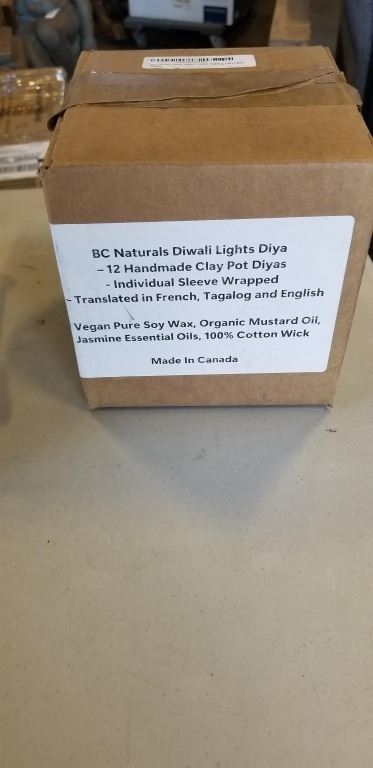 BC Naturals Diwali Lights Diya
- 12 Handmade Clay Pot Diyas
- Individual Sleeve Wrapped
- Translated in French, Tagalog and English
Vegan Pure Soy Wax, Organic Mustard Oil,
Jasmine Essential Oils, 100% Cotton Wick
Made In Canada